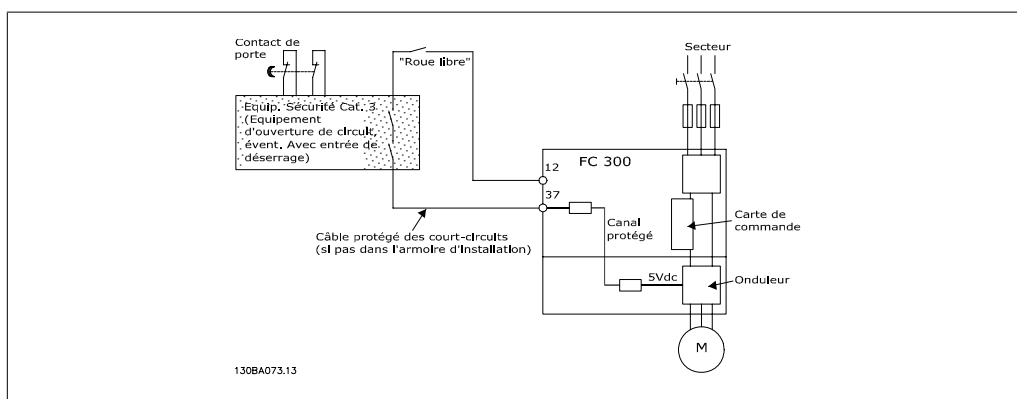 Contact de
porte
"Roue libre"
Secteur
Equip. Sécurité Cat. 3
(Equipement
d'ouverture de circuit,
évent. Avec entrée de
déserrage)
FC 300
12
37
Canal
protégé
Carte de
commande
Câble protégé des court-circuits
(si pas dans l'armoire d'installation)
5Vdc
Onduleur
M
130BA073.13